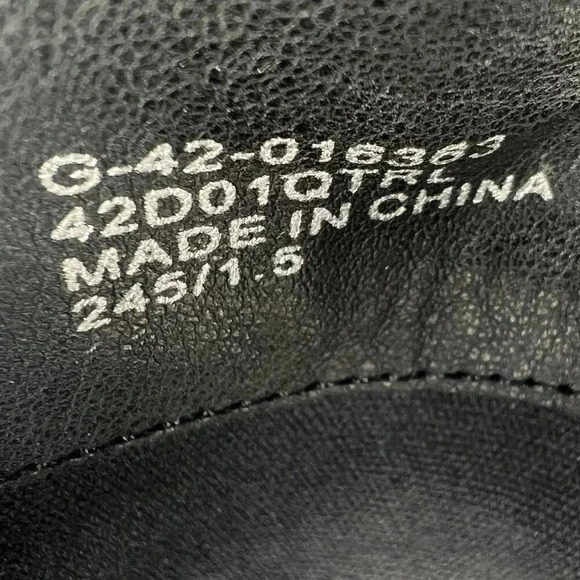 G-42-016363
42D01QTRL
MADE IN CHINA
245/1.5